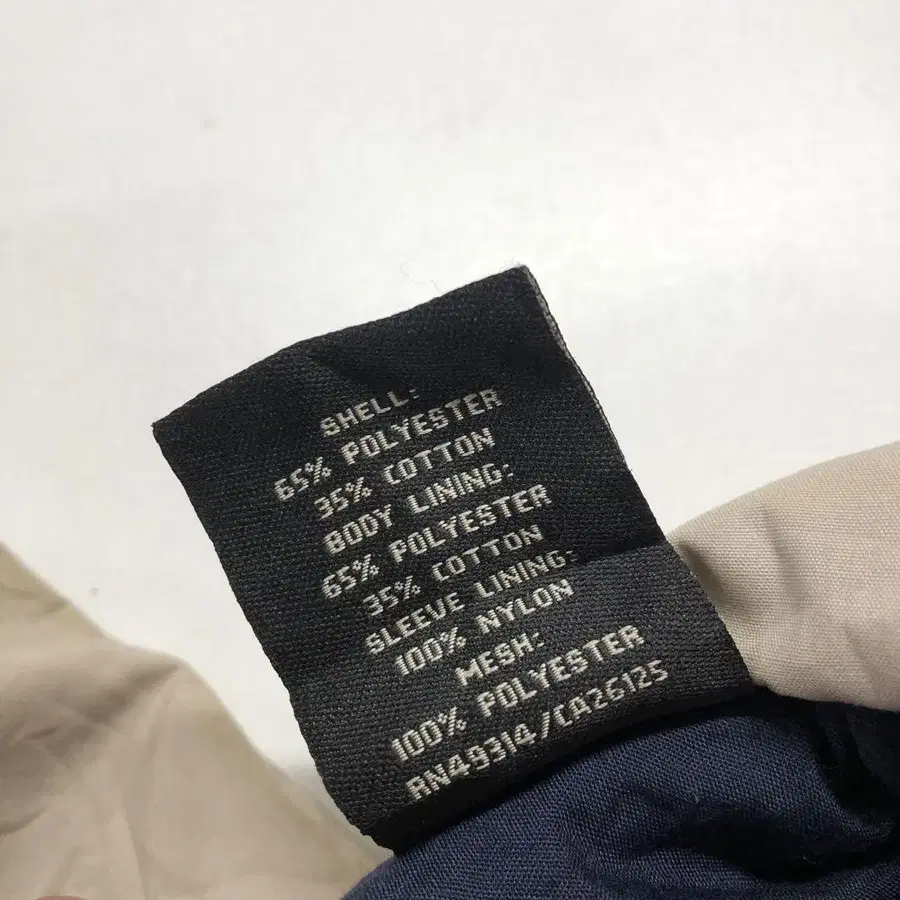 SHELL:
65% POLYESTER
35% COTTON
BODY LINING:
65% POLYESTER
35% COTTON
SLEEVE LINING:
100% NYLON
MESH:
100% POLYESTER
RN49314/CA26125